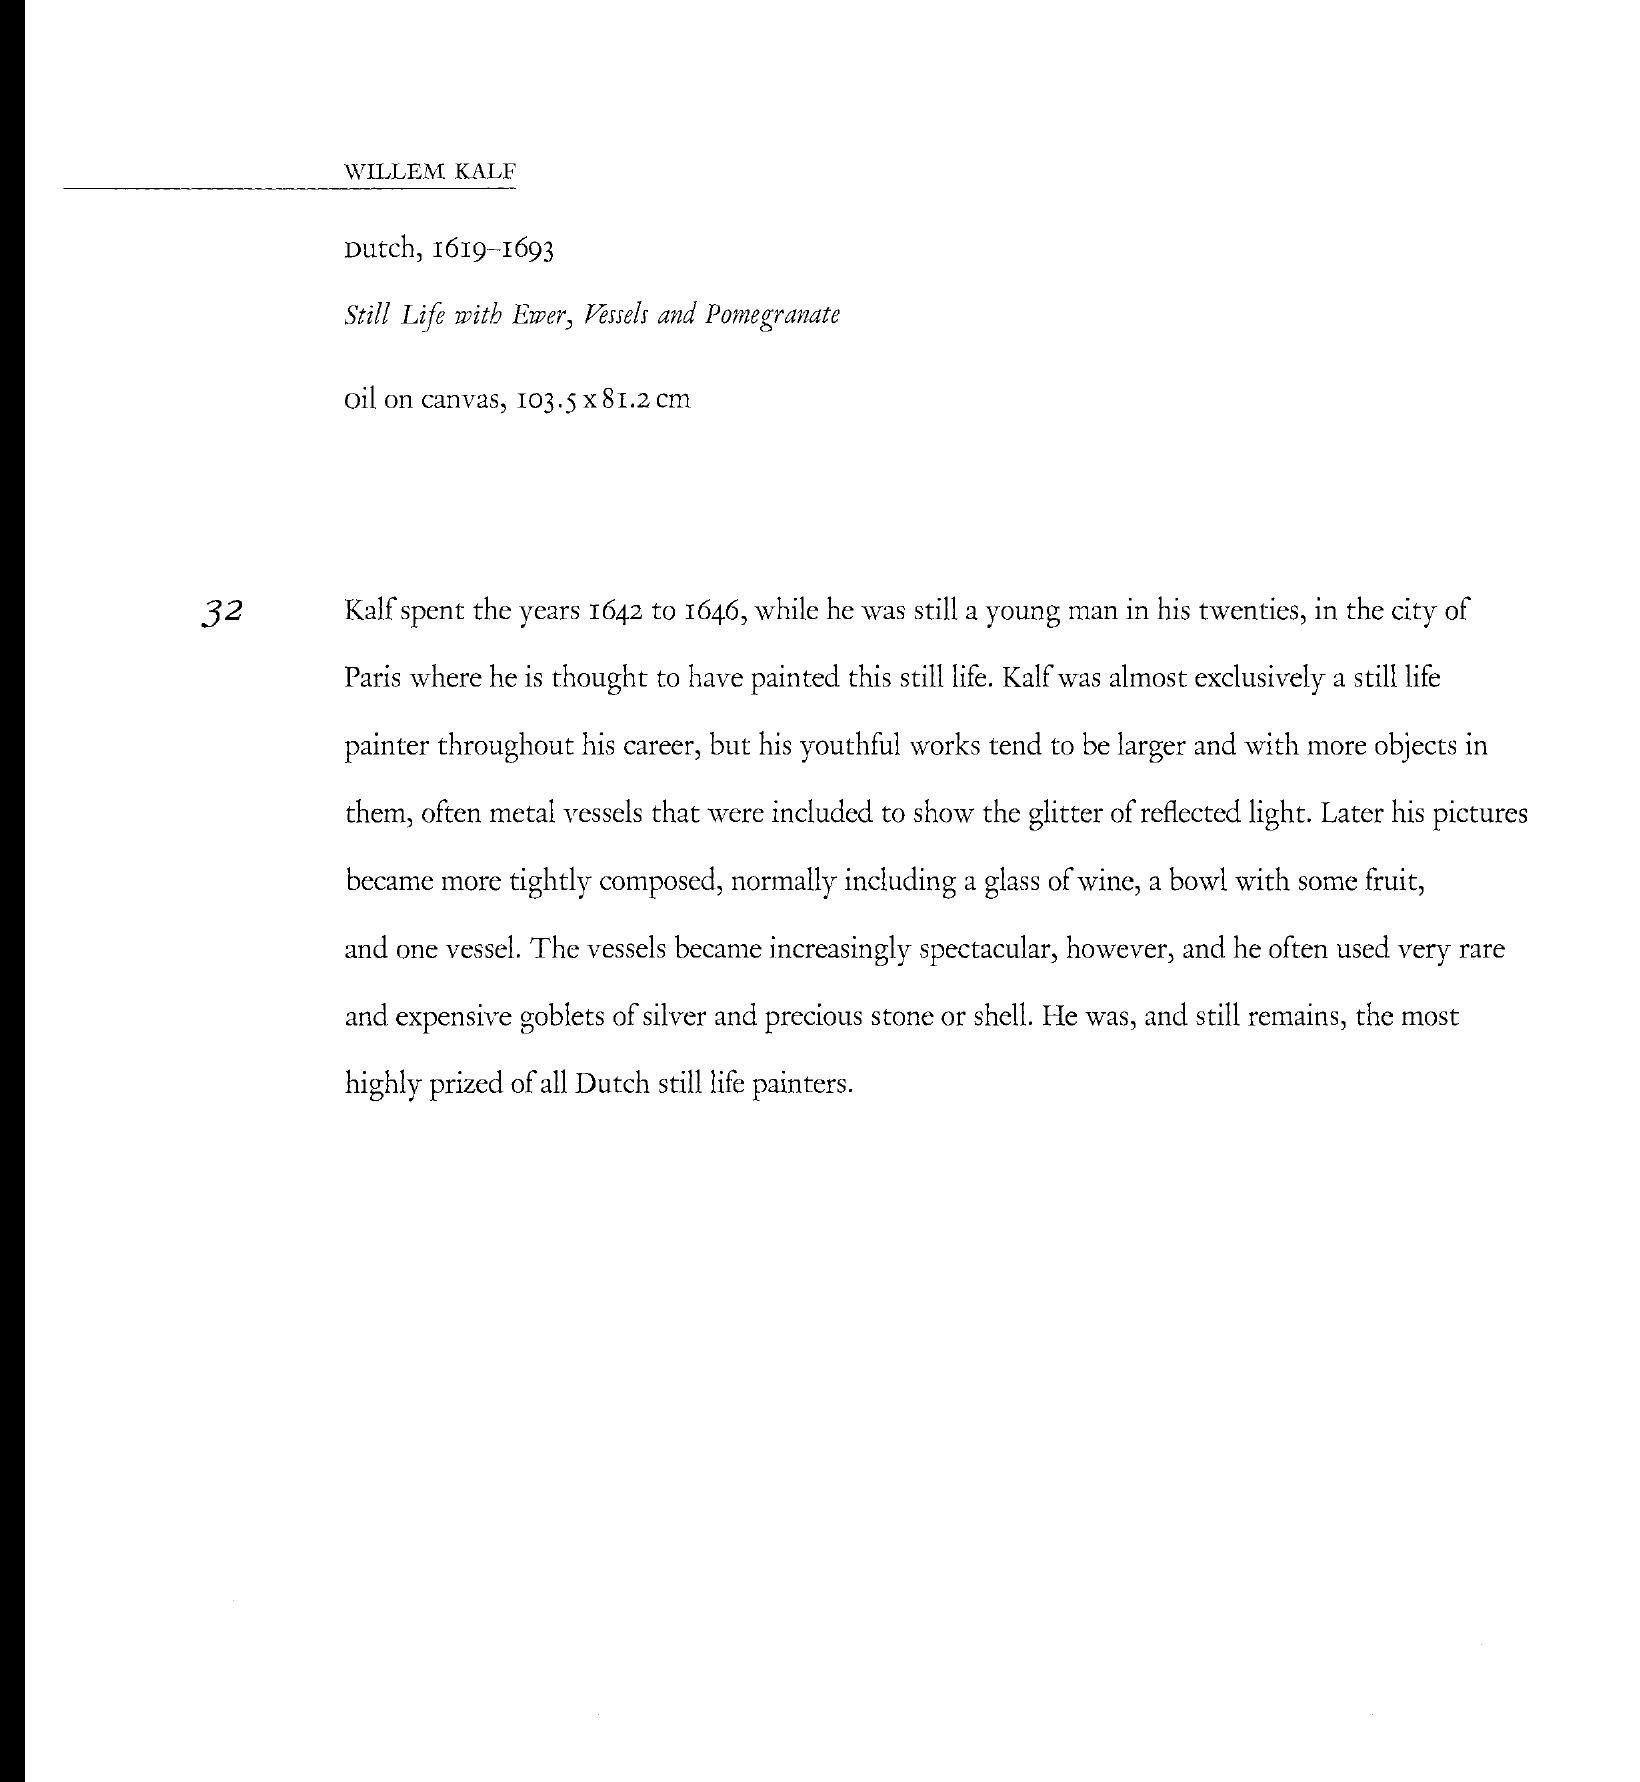 WILLEM KALF
Dutch, 1619–1693
Still Life with Ewer, Vessels and Pomegranate
Oil on canvas, 103.5 x 81.2 cm
32
Kalf spent the years 1642 to 1646, while he was still a young man in his twenties, in the city of
Paris where he is thought to have painted this still life. Kalf was almost exclusively a still life
painter throughout his career, but his youthful works tend to be larger and with more objects in
them, often metal vessels that were included to show the glitter of reflected light. Later his pictures
became more tightly composed, normally including a glass of wine, a bowl with some fruit,
and one vessel. The vessels became increasingly spectacular, however, and he often used very rare
and expensive goblets of silver and precious stone or shell. He was, and still remains, the most
highly prized of all Dutch still life painters.